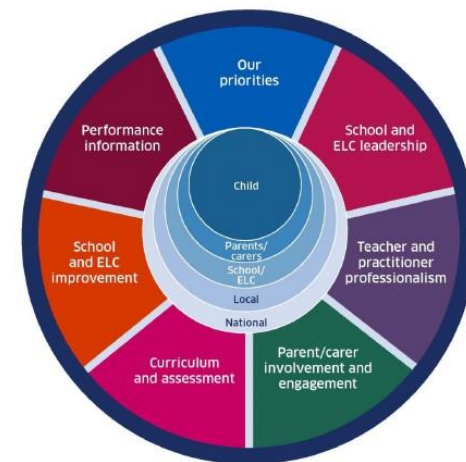 Our
priorities
School and
ELC leadership
Teacher and
practitioner
professionalism
Parent/carer
involvement and
engagement
Curriculum
and assessment
School
and ELC
improvement
Performance
information
Child
Parents/
carers
School/
ELC
Local
National